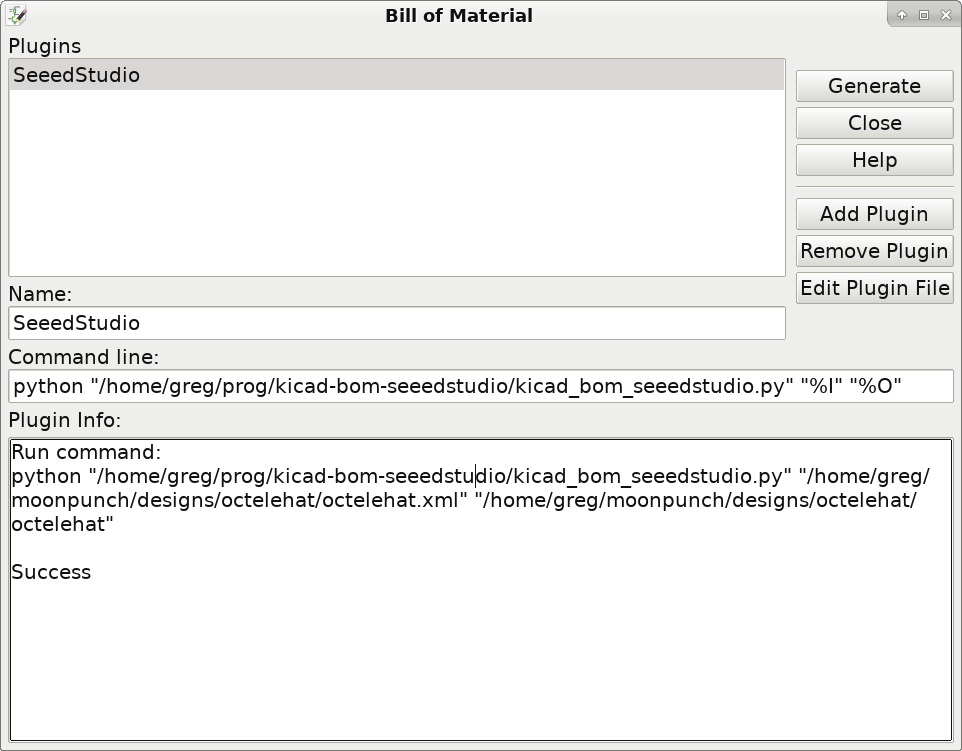 Bill of Material
Plugins
SeeedStudio
Generate
Close
Help
Add Plugin
Remove Plugin
Edit Plugin File
Name:
SeeedStudio
Command line:
python "/home/greg/prog/kicad-bom-seeedstudio/kicad_bom_seeedstudio.py" "%I" "%O"
Plugin Info:
Run command:
python "/home/greg/prog/kicad-bom-seeedstudio/kicad_bom_seeedstudio.py" "/home/greg/
moonpunch/designs/octelehat/octelehat.xml" "/home/greg/moonpunch/designs/octelehat/
octelehat"
Success